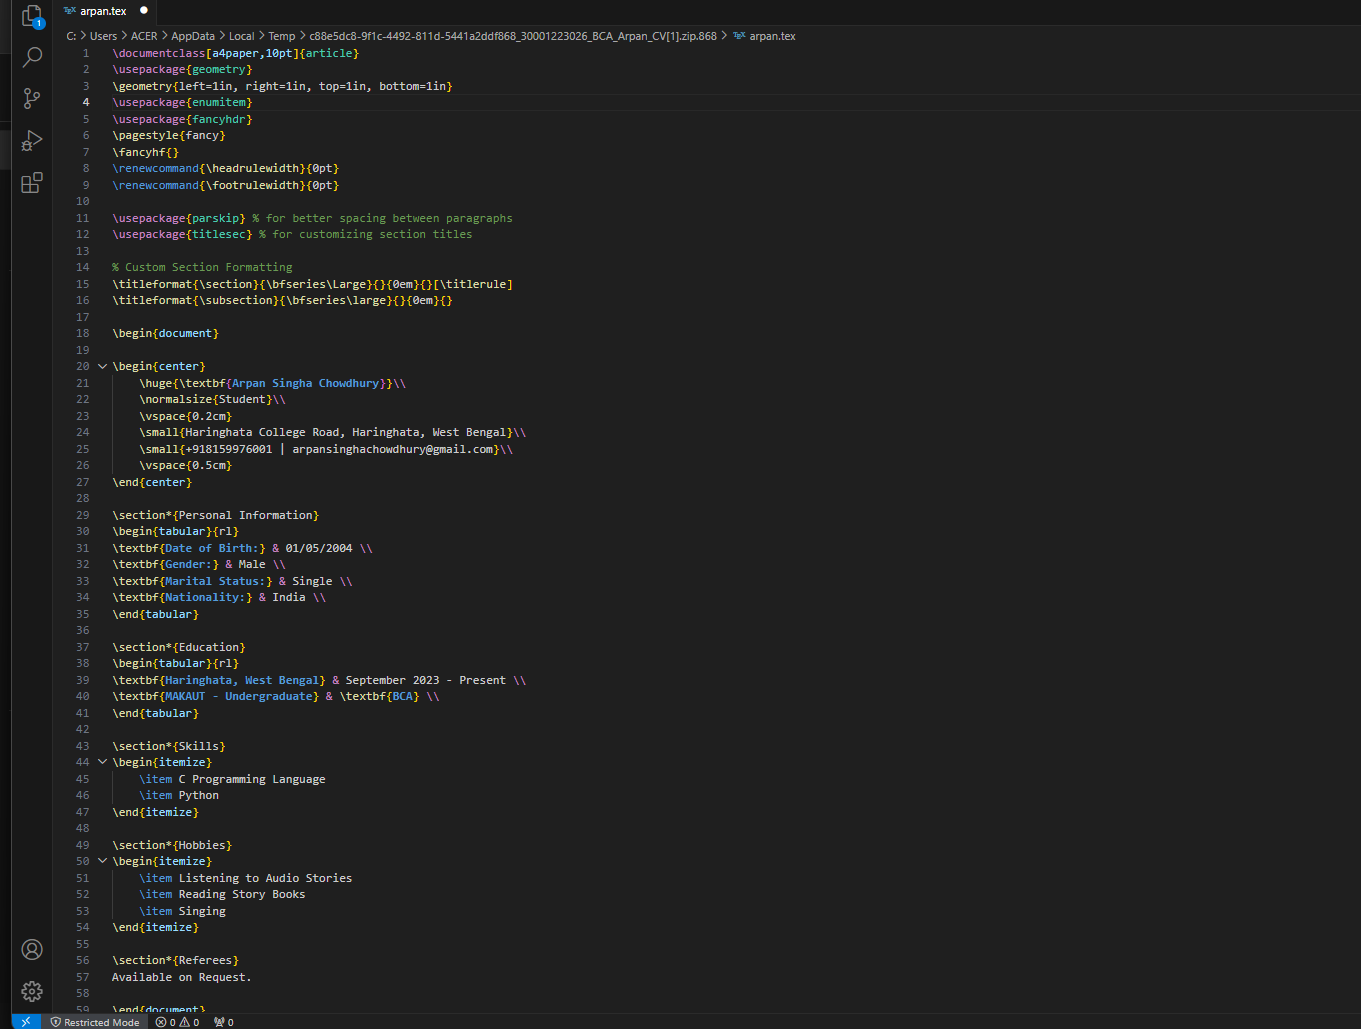 1
arpan.tex
C: > Users > ACER > AppData > Local > Temp > c88e5dc8-9f1c-4492-811d-5441a2ddf868_30001223026_BCA_Arpan_CV[1].zip.868 > arpan.tex
1 \documentclass[a4paper,10pt]{article}
2 \usepackage{geometry}
3 \geometry{left=1in, right=1in, top=1in, bottom=1in}
4 \usepackage{enumitem}
5 \usepackage{fancyhdr}
6 \pagestyle{fancy}
7 \fancyhf{}
8 \renewcommand{\headrulewidth}{0pt}
9 \renewcommand{\footrulewidth}{0pt}
10
11 \usepackage{parskip} % for better spacing between paragraphs
12 \usepackage{titlesec} % for customizing section titles
13
14 % Custom Section Formatting
15 \titleformat{\section}{\bfseries\Large}{}{0em}{}[\titlerule]
16 \titleformat{\subsection}{\bfseries\large}{}{0em}{}
17
18 \begin{document}
19
20 \begin{center}
21     \huge{\textbf{Arpan Singha Chowdhury}}\\
22     \normalsize{Student}\\
23     \vspace{0.2cm}
24     \small{Haringhata College Road, Haringhata, West Bengal}\\
25     \small{+918159976001 | arpansinghachowdhury@gmail.com}\\
26     \vspace{0.5cm}
27 \end{center}
28
29 \section*{Personal Information}
30 \begin{tabular}{rl}
31 \textbf{Date of Birth:} & 01/05/2004 \\
32 \textbf{Gender:} & Male \\
33 \textbf{Marital Status:} & Single \\
34 \textbf{Nationality:} & India \\
35 \end{tabular}
36
37 \section*{Education}
38 \begin{tabular}{rl}
39 \textbf{Haringhata, West Bengal} & September 2023 - Present \\
40 \textbf{MAKAUT - Undergraduate} & \textbf{BCA} \\
41 \end{tabular}
42
43 \section*{Skills}
44 \begin{itemize}
45     \item C Programming Language
46     \item Python
47 \end{itemize}
48
49 \section*{Hobbies}
50 \begin{itemize}
51     \item Listening to Audio Stories
52     \item Reading Story Books
53     \item Singing
54 \end{itemize}
55
56 \section*{Referees}
57 Available on Request.
58
59 \end{document}
Restricted Mode 0 0 0